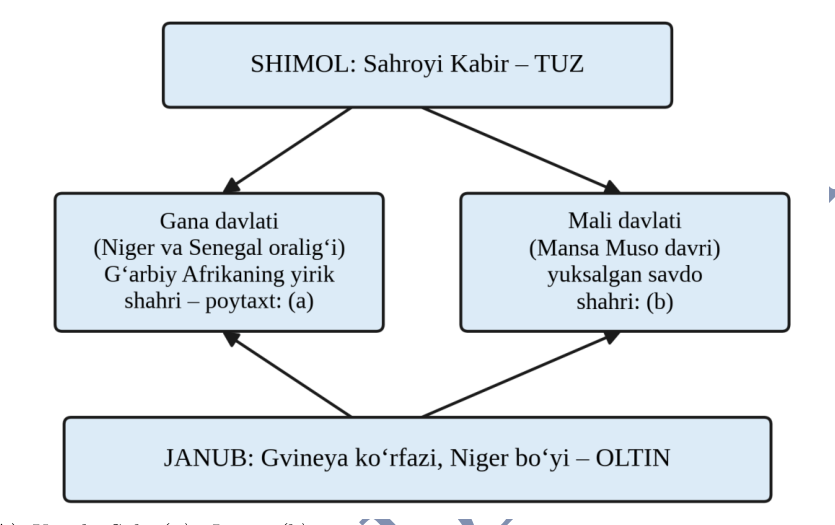 SHIMOL: Sahroyi Kabir – TUZ
Gana davlati
(Niger va Senegal oralig‘i)
G‘arbiy Afrikaning yirik
shahri – poytaxt: (a)
Mali davlati
(Mansa Muso davri)
yuksalgan savdo
shahri: (b)
JANUB: Gvineya ko‘rfazi, Niger bo‘yi – OLTIN